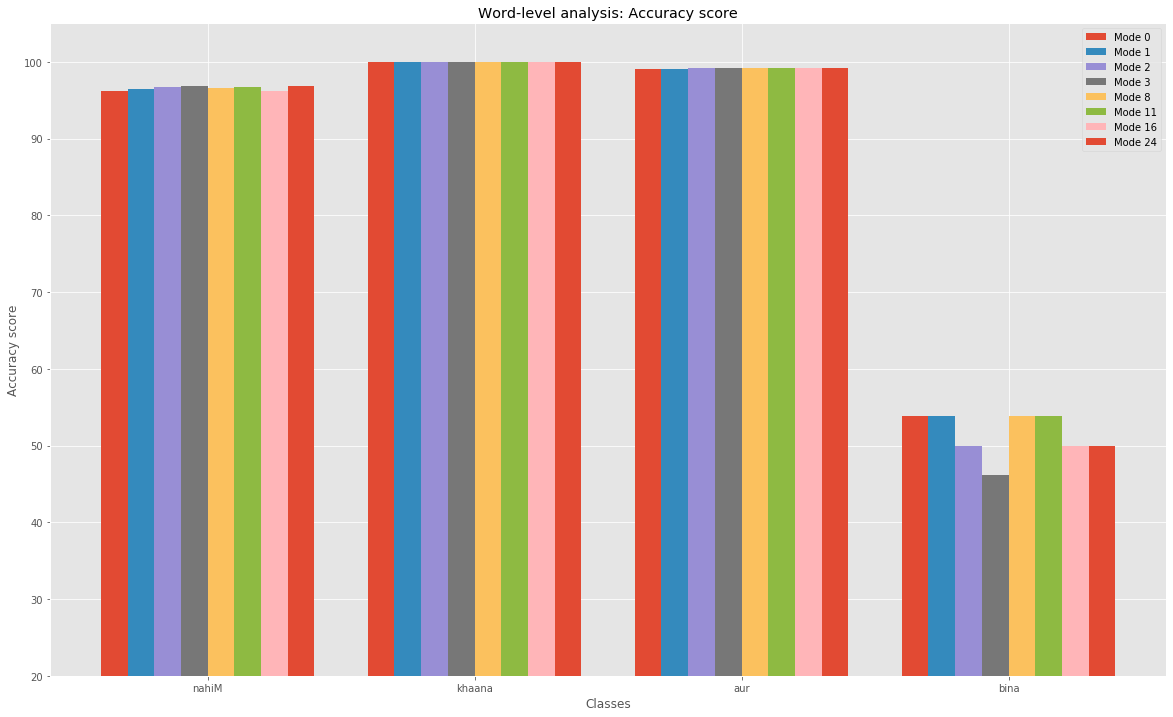 Word-level analysis: Accuracy score
Mode 0
Mode 1
Mode 2
Mode 3
Mode 8
Mode 11
Mode 16
Mode 24
Accuracy score
100
90
80
70
60
50
40
30
20
nahiM khaana aur bina
Classes